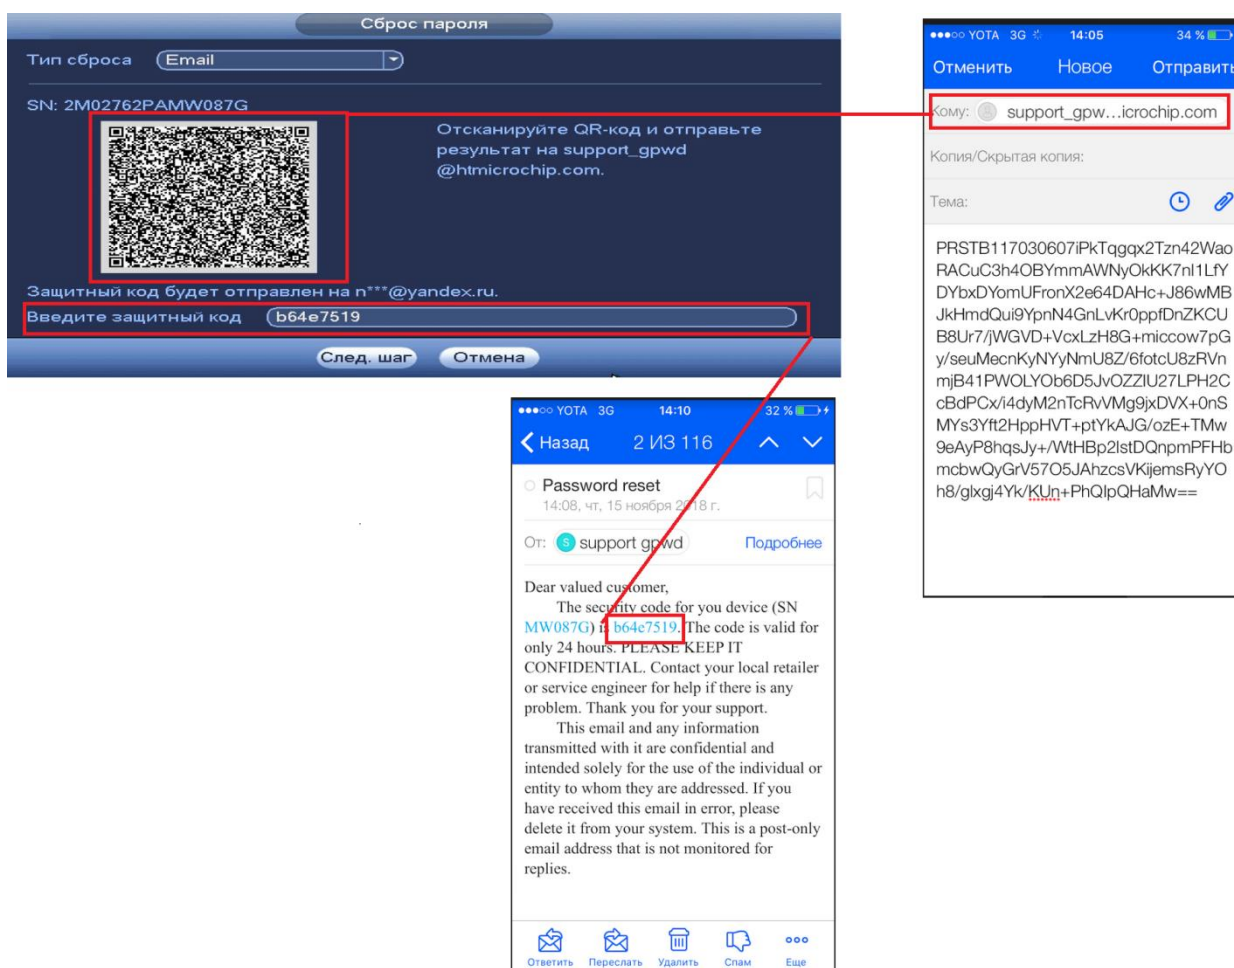 Сброс пароля
Тип сброса Email
SN: 2M02762PAMW087G
Отсканируйте QR-код и отправьте
результат на support_gpwd
@htmicrochip.com.
Защитный код будет отправлен на n***@yandex.ru.
Введите защитный код b64e7519
След. шаг Отмена
YOTA 3G 14:05 34 %
Отменить Новое Отправить
Кому: support_gpw...icrochip.com
Копия/Скрытая копия:
Тема:
PRSTB117030607iPkTqgqx2Tzn42Wao
RACuC3h4OBYmmAWNyOkKK7nl1LfY
DYbxDYomUFronX2e64DAHc+J86wMB
JkHmdQui9YpnN4GnLvKr0ppfDnZKCU
B8Ur7/jWGVD+VcxLzH8G+miccow7pG
y/seuMecnKyNYyNmU8Z/6fotcU8zRVn
mjB41PWOLYOb6D5JvOZZIU27LPH2C
cBdPCx/i4dyM2nTcRvVMg9jxDVX+0nS
MYs3Yft2HppHVT+ptYkAJG/ozE+TMw
9eAyP8hqsJy+/WtHBp2lstDQnpmPFHb
mcbwQyGrV57O5JAhzcsVKijemsRyYO
h8/glxgj4Yk/KUn+PhQIpQHaMw==
YOTA 3G 14:10 32 %
Назад 2 ИЗ 116
Password reset
14:08, чт, 15 ноября 2018 г.
От: S support gpwd Подробнее
Dear valued customer,
The security code for you device (SN
MW087G) is b64e7519. The code is valid for
only 24 hours. PLEASE KEEP IT
CONFIDENTIAL. Contact your local retailer
or service engineer for help if there is any
problem. Thank you for your support.
This email and any information
transmitted with it are confidential and
intended solely for the use of the individual or
entity to whom they are addressed. If you
have received this email in error, please
delete it from your system. This is a post-only
email address that is not monitored for
replies.
Ответить Переслать Удалить Спам Еще